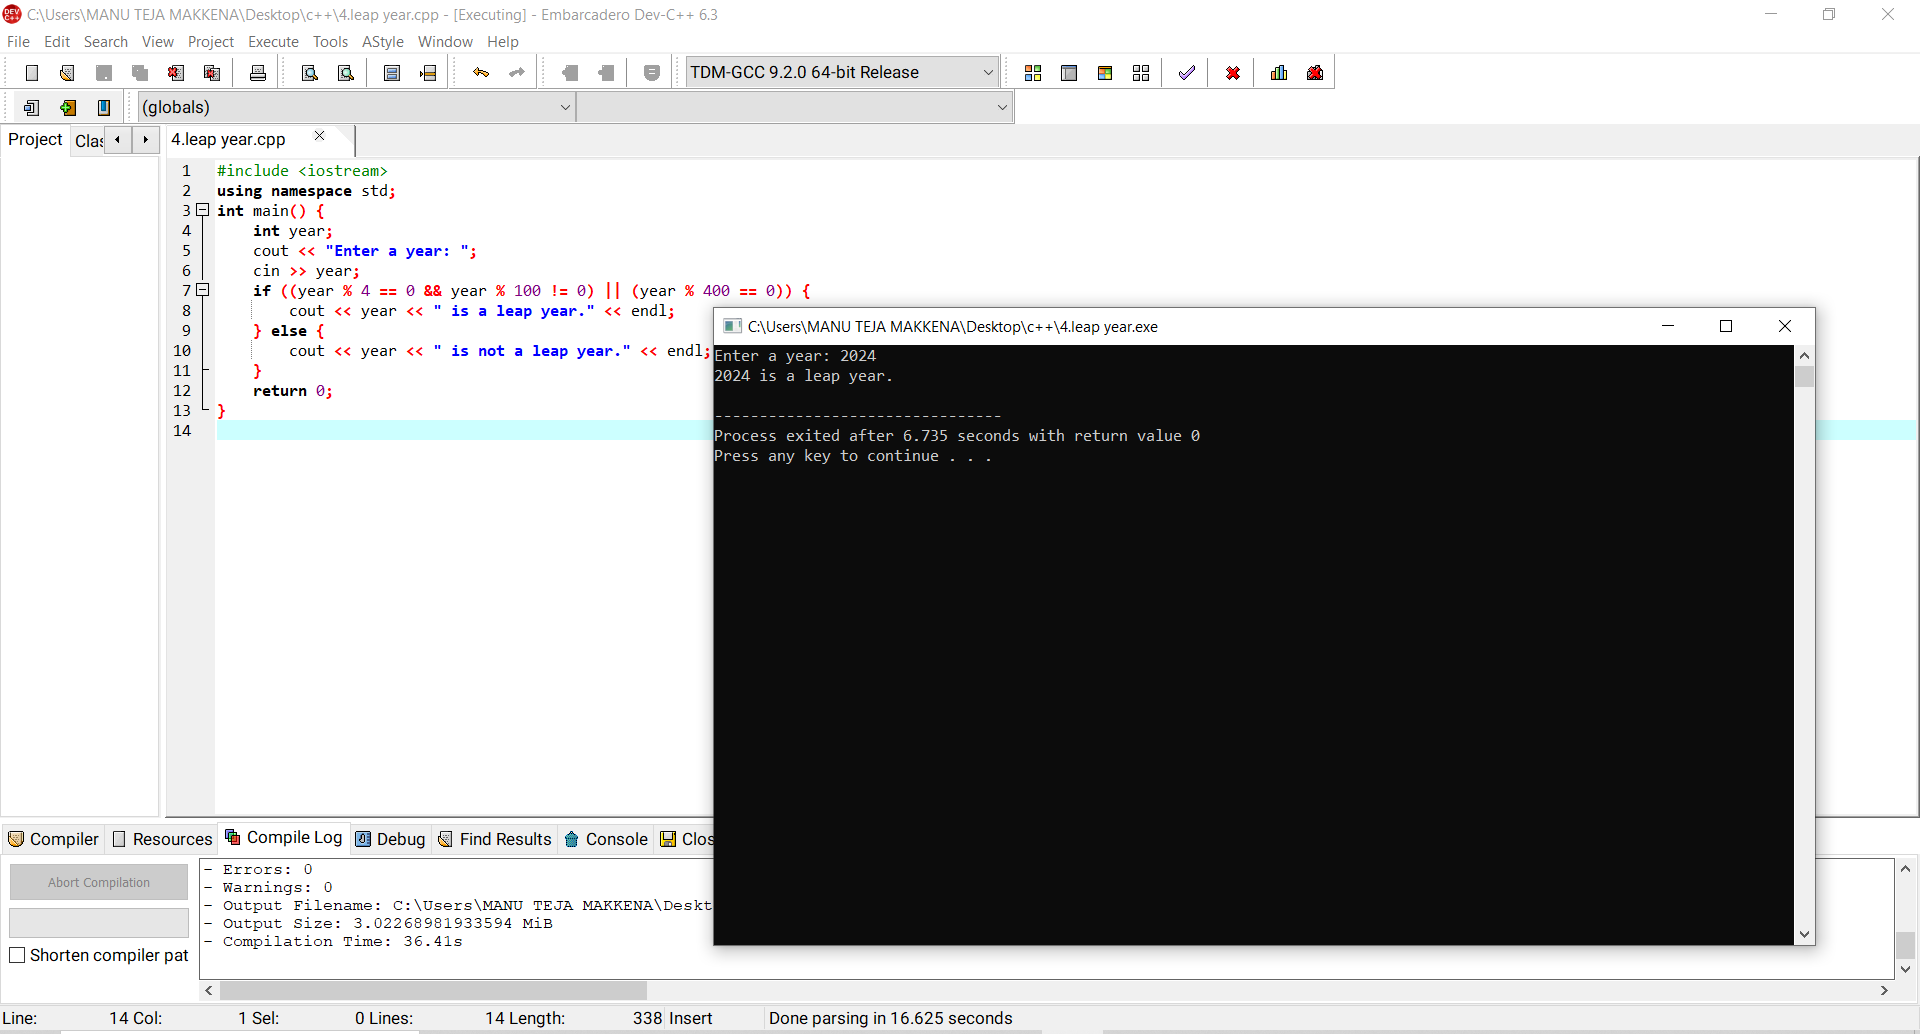 C:\Users\MANU TEJA MAKKENA\Desktop\c++\4.leap year.cpp - [Executing] - Embarcadero Dev-C++ 6.3
File Edit Search View Project Execute Tools AStyle Window Help
TDM-GCC 9.2.0 64-bit Release
(globals)
Project Clas 4.leap year.cpp
1 #include <iostream>
2 using namespace std;
3 int main() {
4     int year;
5     cout << "Enter a year: ";
6     cin >> year;
7     if ((year % 4 == 0 && year % 100 != 0) || (year % 400 == 0)) {
8         cout << year << " is a leap year." << endl;
9     } else {
10         cout << year << " is not a leap year." << endl;
11     }
12     return 0;
13 }
14
C:\Users\MANU TEJA MAKKENA\Desktop\c++\4.leap year.exe
Enter a year: 2024
2024 is a leap year.
--------------------------------
Process exited after 6.735 seconds with return value 0
Press any key to continue . . .
Compiler Resources Compile Log Debug Find Results Console Clos
Abort Compilation
Shorten compiler pat
- Errors: 0
- Warnings: 0
- Output Filename: C:\Users\MANU TEJA MAKKENA\Deskt
- Output Size: 3.02268981933594 MiB
- Compilation Time: 36.41s
Line: 14 Col: 1 Sel: 0 Lines: 14 Length: 338 Insert Done parsing in 16.625 seconds